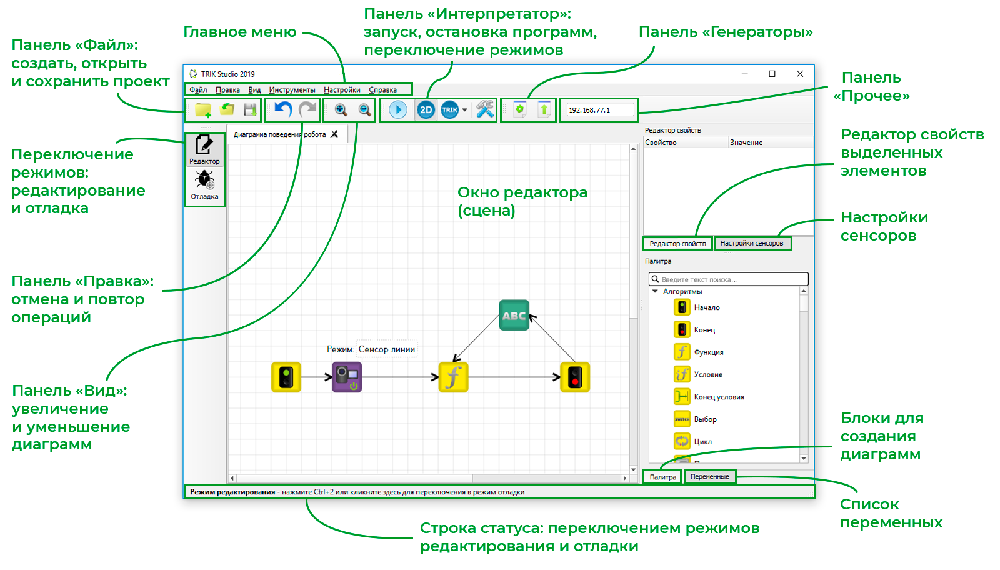 Панель «Интерпретатор»:
запуск, остановка программ,
переключение режимов
Главное меню
Панель «Генераторы»
Панель «Файл»:
создать, открыть
и сохранить проект
TRIK Studio 2019
Файл Правка Вид Инструменты Настройки Справка
2D TRIK 192.168.77.1
Панель
«Прочее»
Диаграмма поведения робота
Редактор свойств
Свойство Значение
Редактор свойств
выделенных
элементов
Переключение
режимов:
редактирование
и отладка
Редактор
Отладка
Окно редактора
(сцена)
Настройки
сенсоров
Редактор свойств Настройки сенсоров
Палитра
Введите текст поиска...
Алгоритмы
Начало
Конец
Функция
if Условие
Конец условия
SWITCH Выбор
Цикл
Панель «Правка»:
отмена и повтор
операций
ABC
Режим: Сенсор линии
f
Панель «Вид»:
увеличение
и уменьшение
диаграмм
Блоки для
создания
диаграмм
Палитра Переменные
Режим редактирования - нажмите Ctrl+2 или кликните здесь для переключения в режим отладки
Список
переменных
Строка статуса: переключением режимов
редактирования и отладки